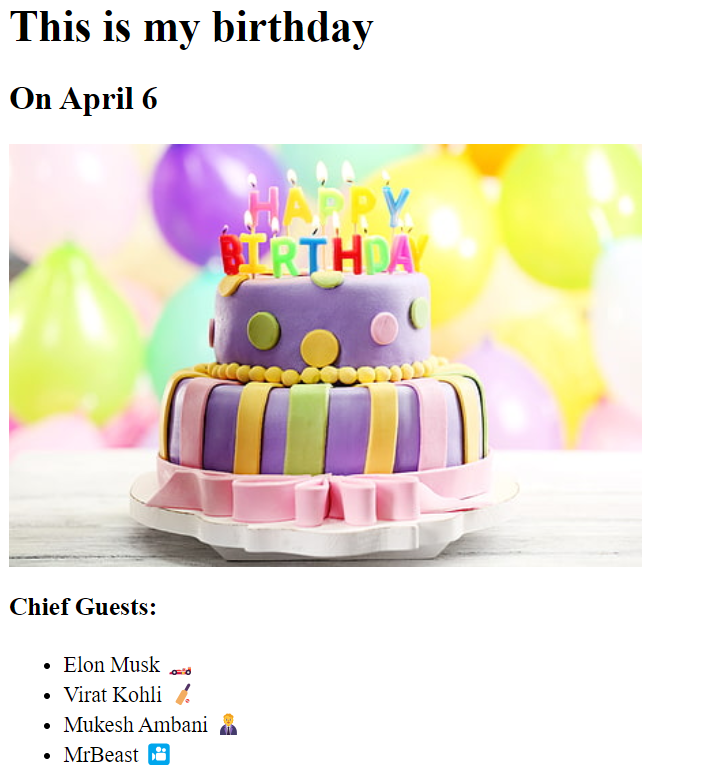 This is my birthday
On April 6
HAPPY
BIRTHDAY
Chief Guests:
• Elon Musk 🏎️
• Virat Kohli 🏏
• Mukesh Ambani 🤵‍♂️
• MrBeast 🎦